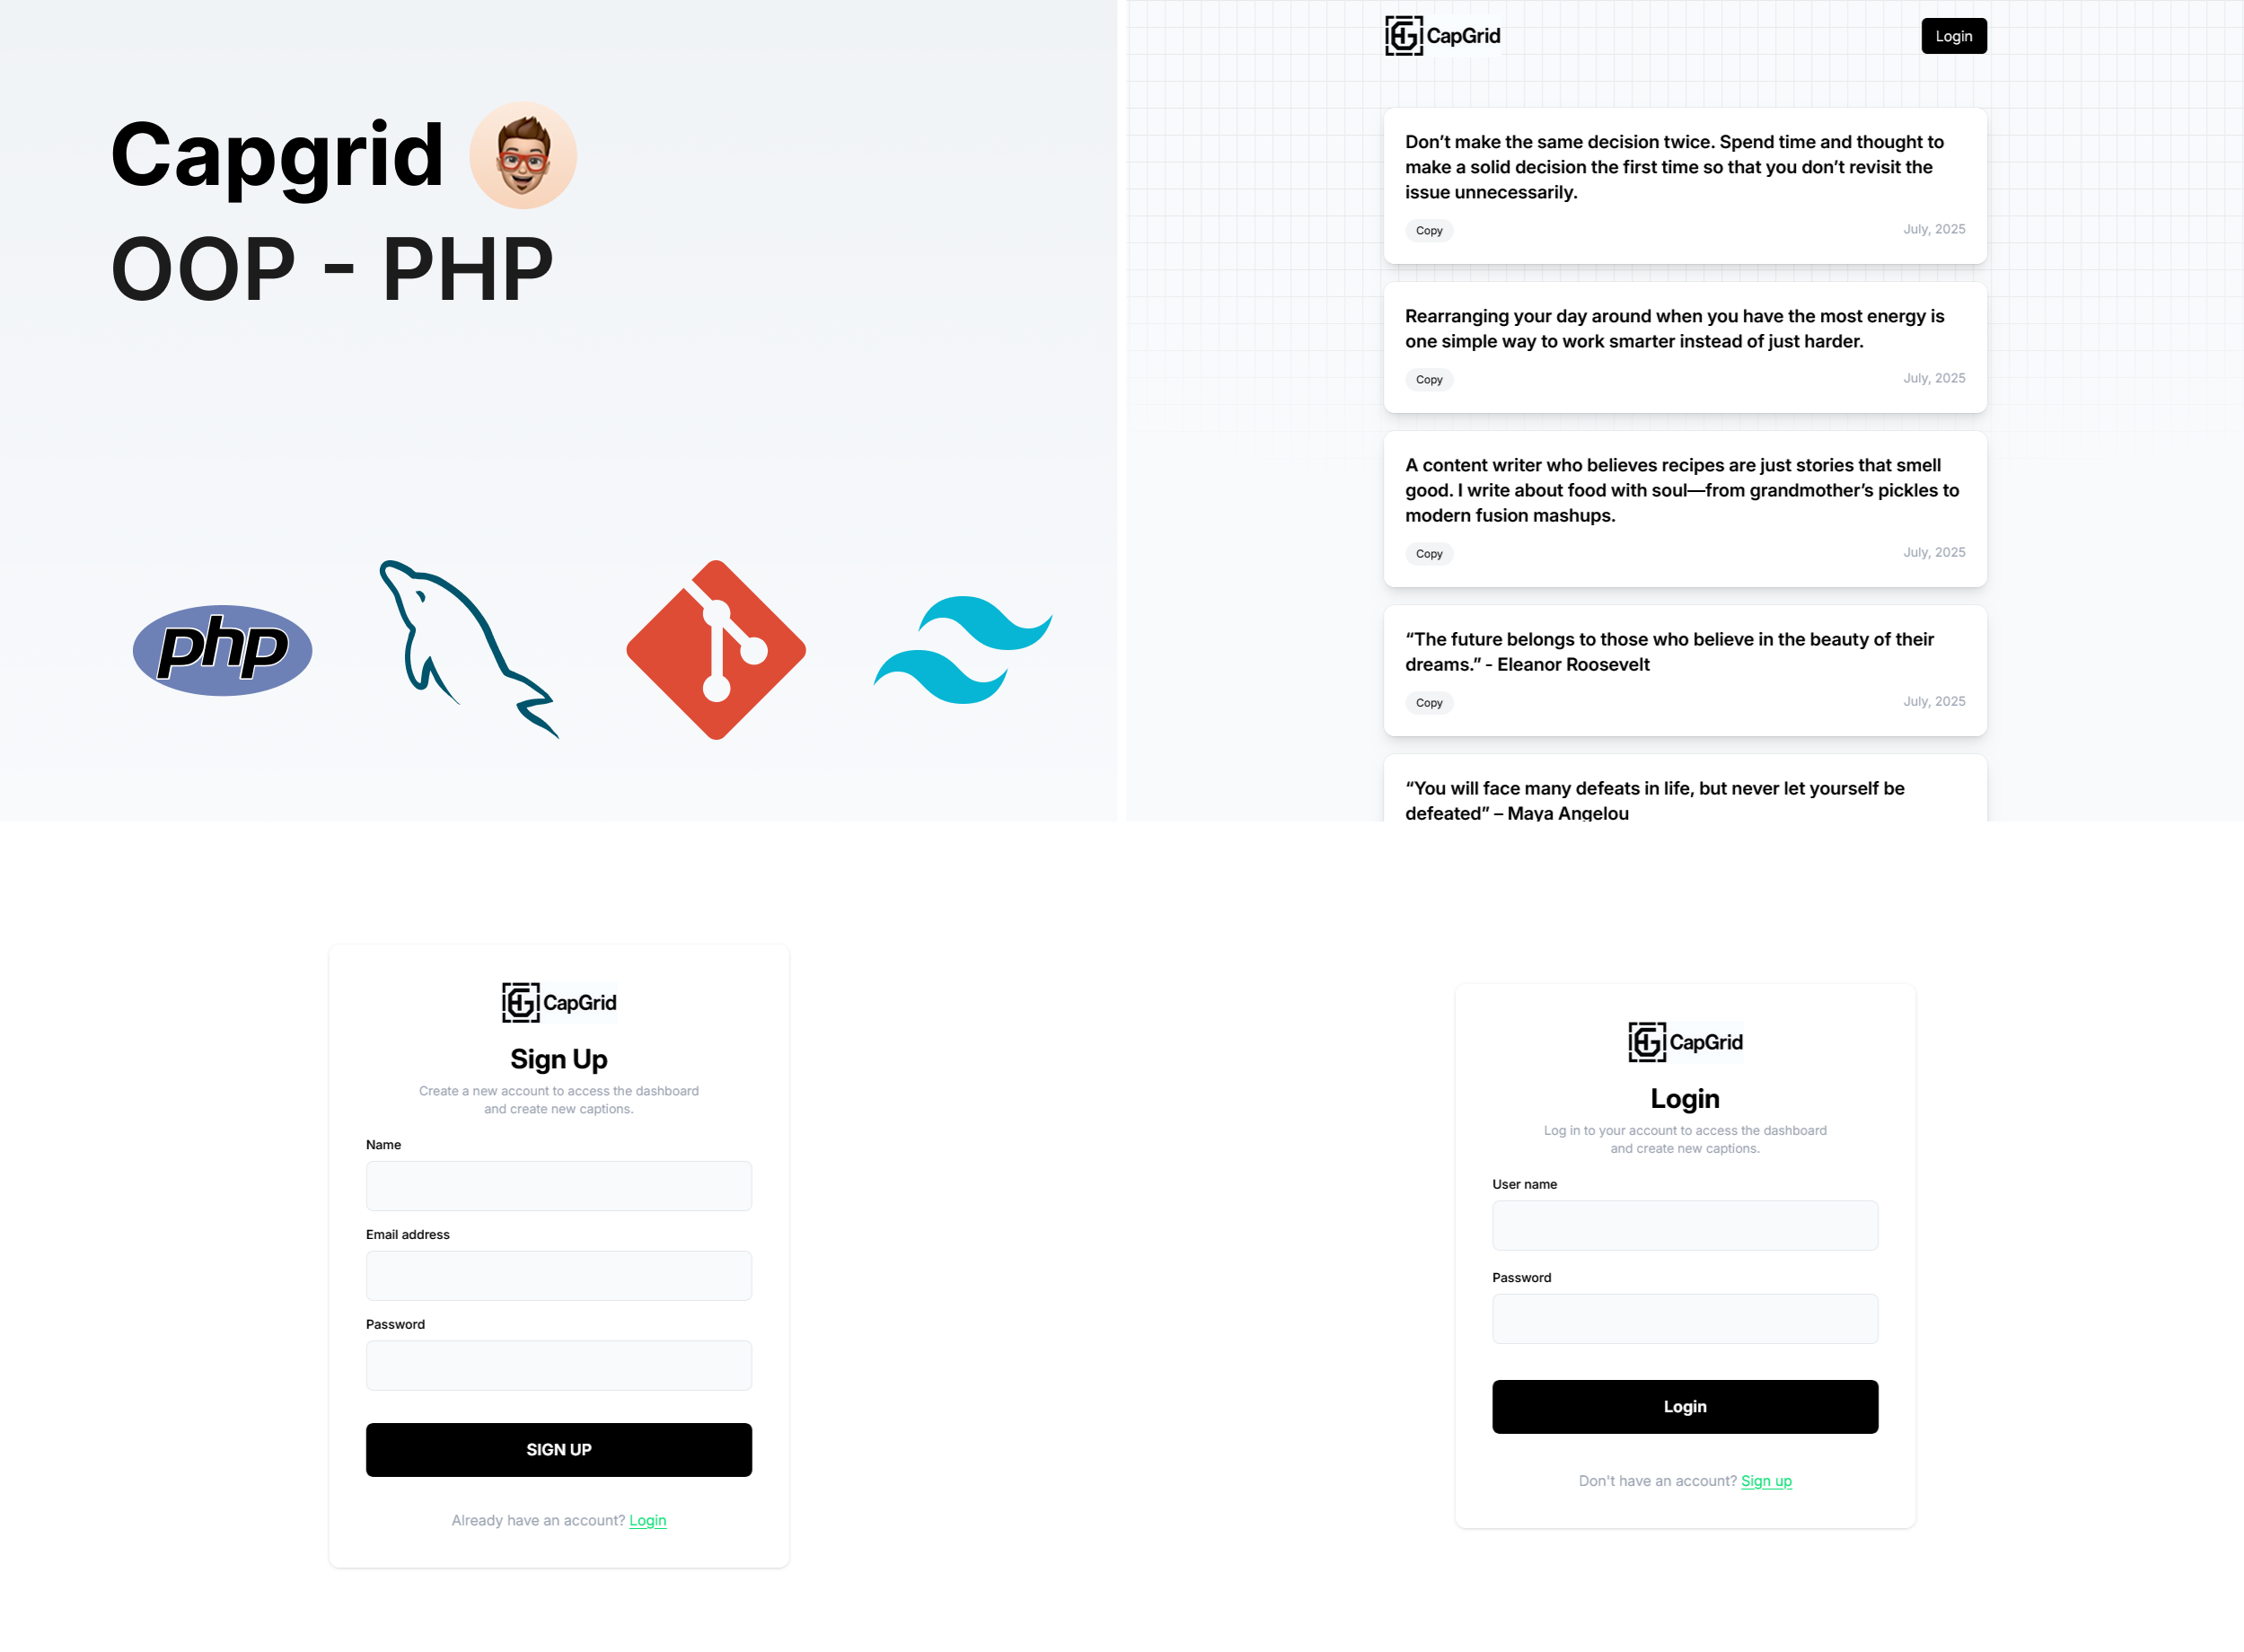 Capgrid
OOP - PHP
php
CapGrid
Login
Don’t make the same decision twice. Spend time and thought to
make a solid decision the first time so that you don’t revisit the
issue unnecessarily.
Copy
July, 2025
Rearranging your day around when you have the most energy is
one simple way to work smarter instead of just harder.
Copy
July, 2025
A content writer who believes recipes are just stories that smell
good. I write about food with soul—from grandmother’s pickles to
modern fusion mashups.
Copy
July, 2025
“The future belongs to those who believe in the beauty of their
dreams.” - Eleanor Roosevelt
Copy
July, 2025
“You will face many defeats in life, but never let yourself be
defeated” – Maya Angelou
CapGrid
Sign Up
Create a new account to access the dashboard
and create new captions.
Name
Email address
Password
SIGN UP
Already have an account? Login
CapGrid
Login
Log in to your account to access the dashboard
and create new captions.
User name
Password
Login
Don't have an account? Sign up